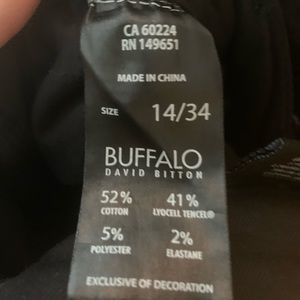 CA 60224
RN 149651
MADE IN CHINA
SIZE 14/34
BUFFALO
DAVID BITTON
52% 41%
COTTON LYOCELL TENCEL®
5% 2%
POLYESTER ELASTANE
EXCLUSIVE OF DECORATION